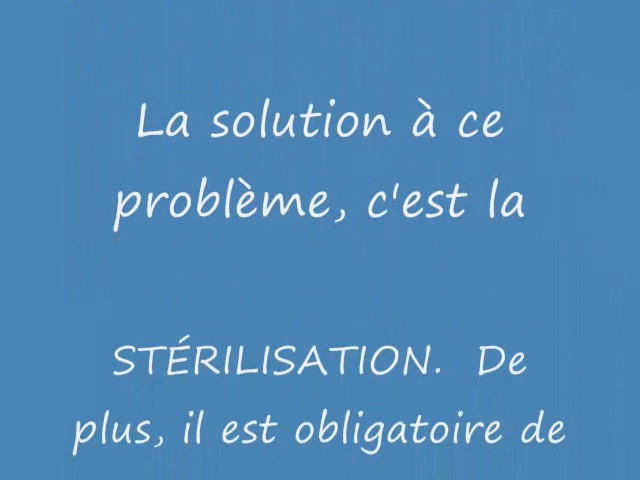 La solution à ce
problème, c'est la
STÉRILISATION. De
plus, il est obligatoire de